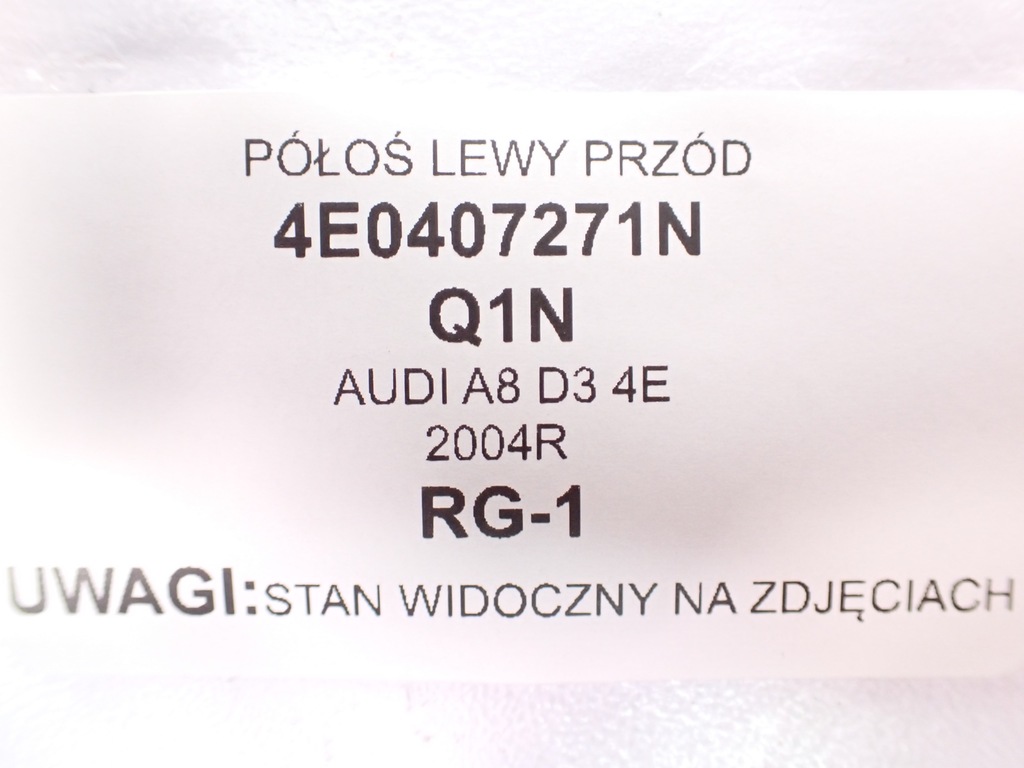 PÓŁOŚ LEWY PRZÓD
4E0407271N
Q1N
AUDI A8 D3 4E
2004R
RG-1
UWAGI:STAN WIDOCZNY NA ZDJĘCIACH